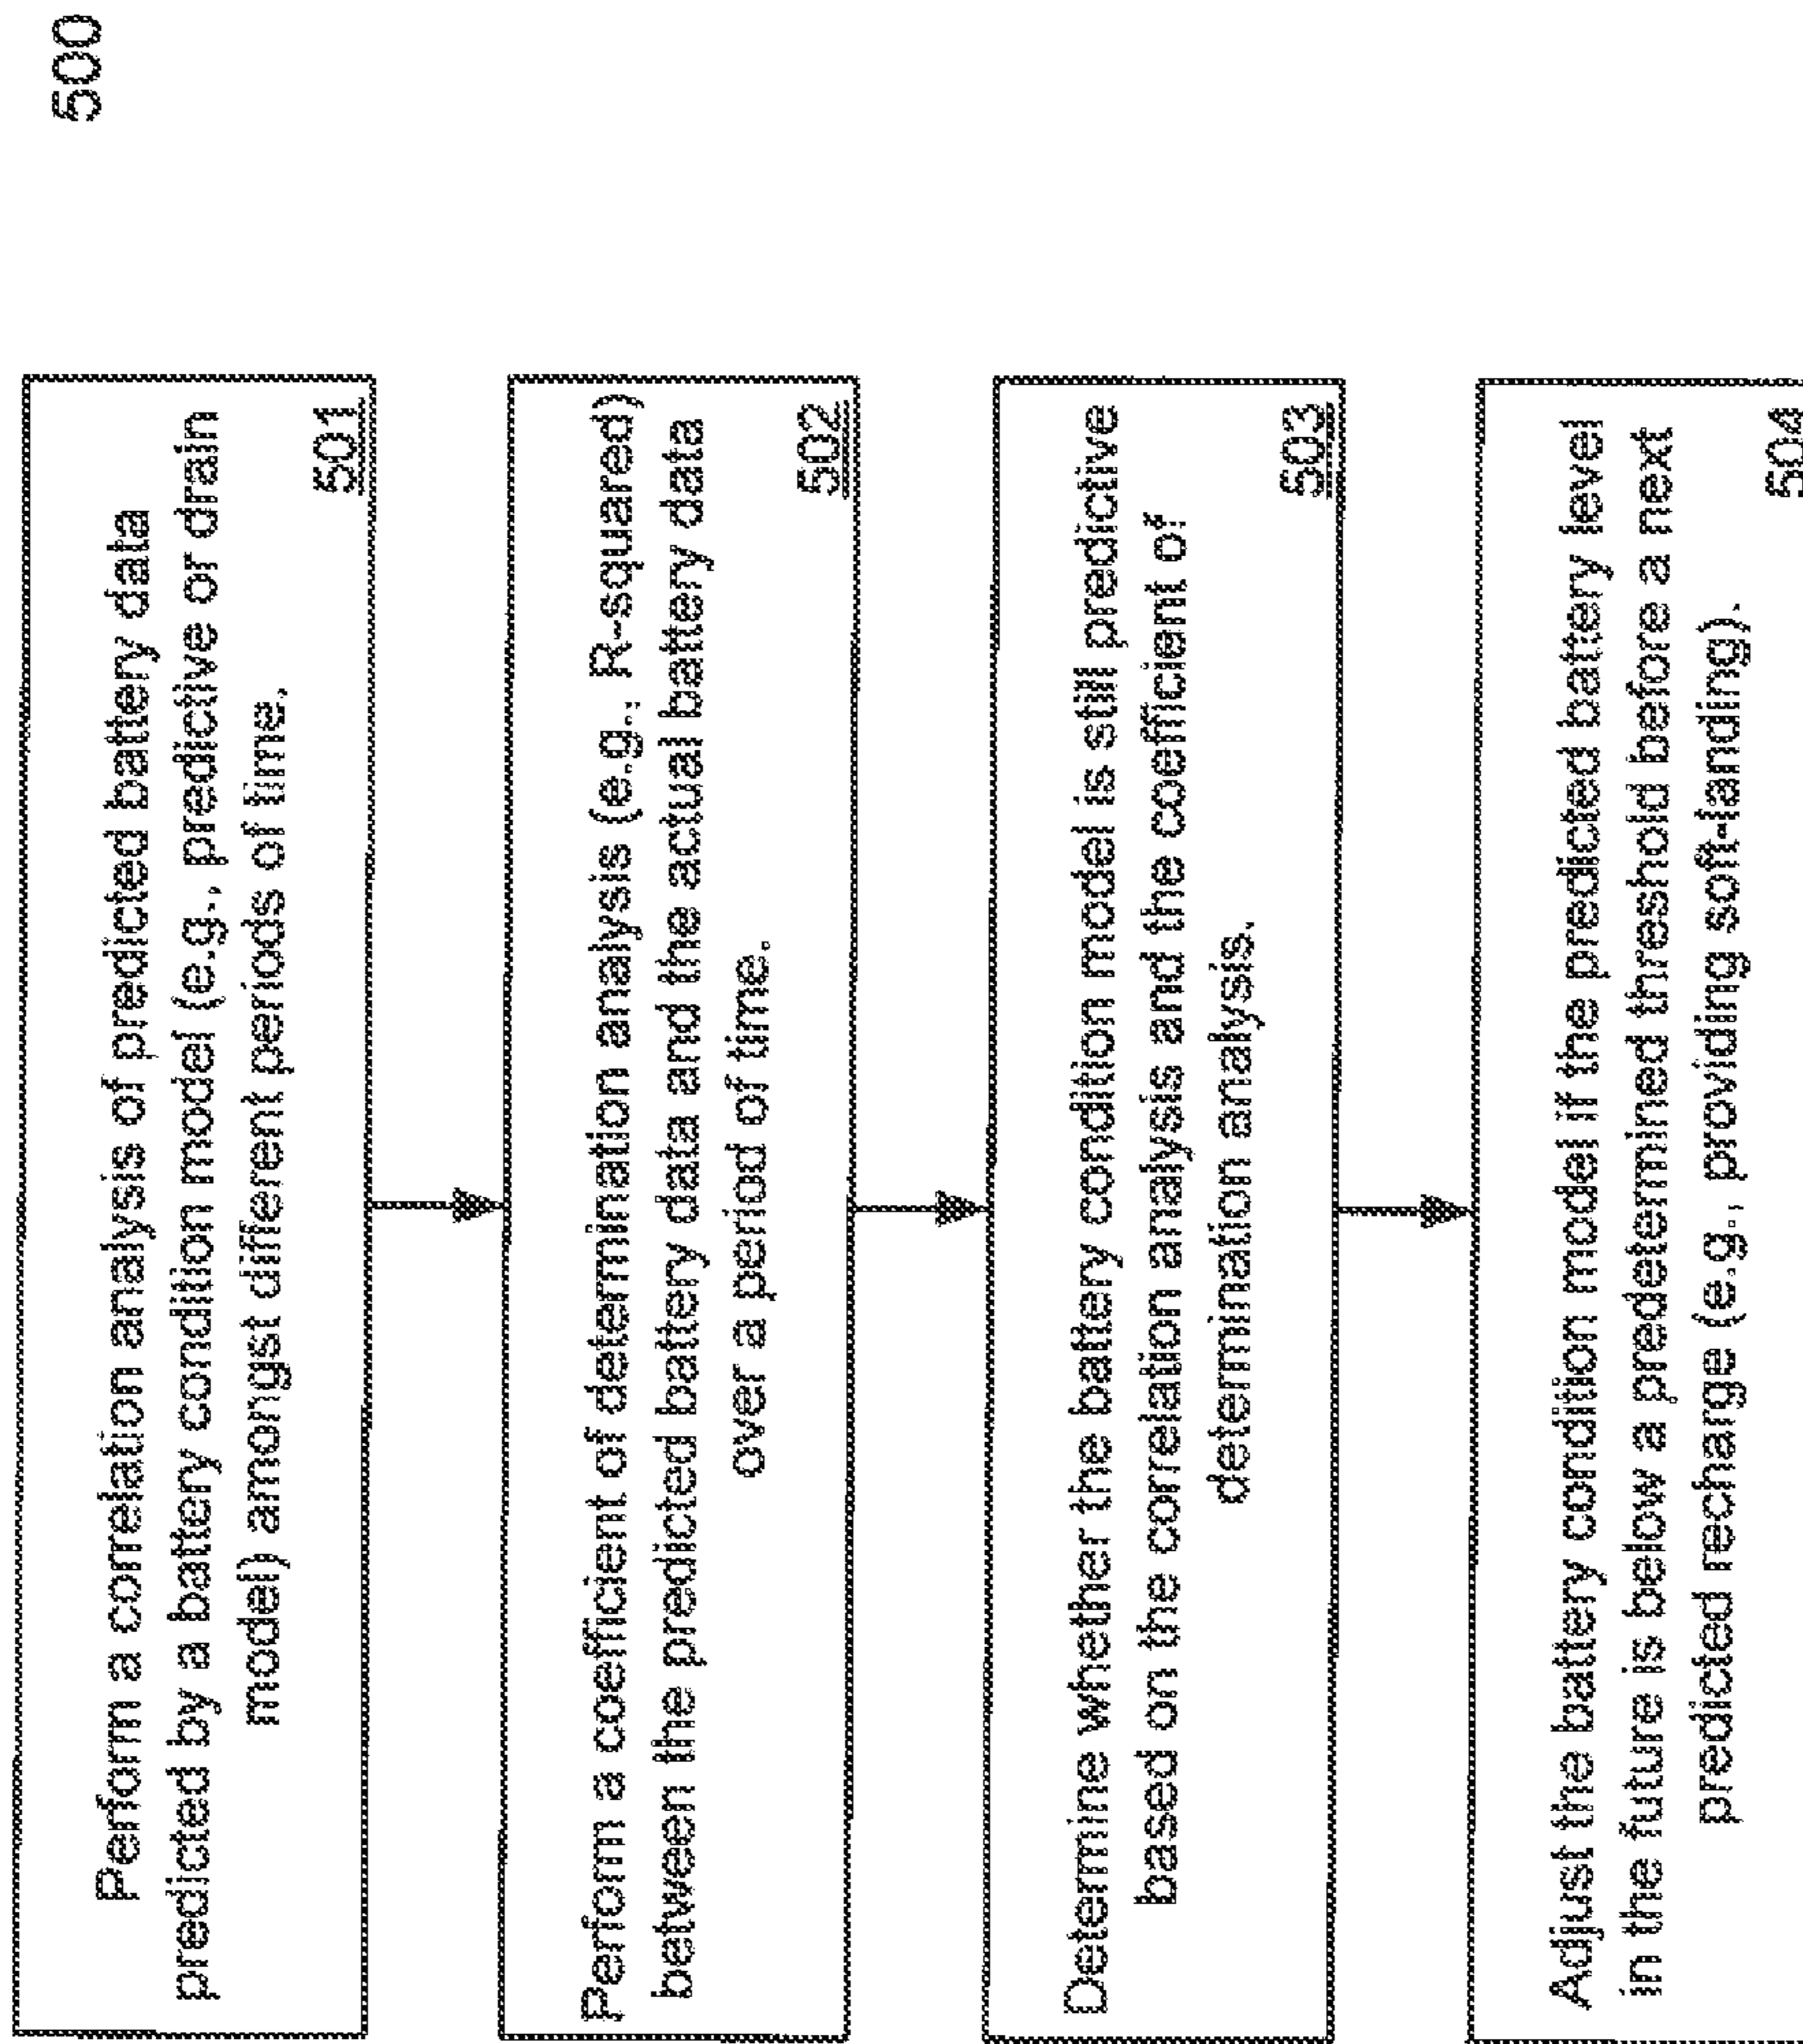 500
Perform a correlation analysis of predicted battery data
predicted by a battery condition model (e.g., predictive or drain
model) amongst different periods of time.
501
Perform a coefficient of determination analysis (e.g., R-squared)
between the predicted battery data and the actual battery data
over a period of time.
502
Determine whether the battery condition model is still predictive
based on the correlation analysis and the coefficient of
determination analysis.
503
Adjust the battery condition model if the predicted battery level
in the future is below a predetermined threshold before a next
predicted recharge (e.g., providing soft-landing).
504